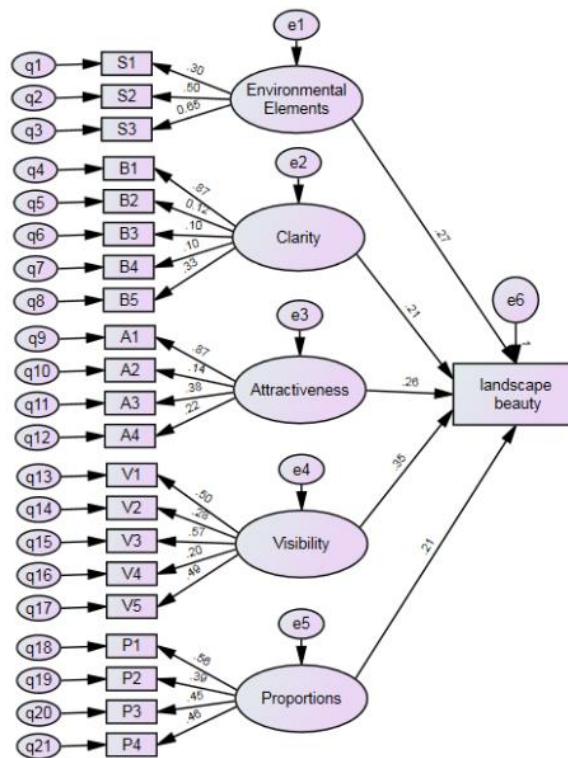 e1
q1
S1
.30
q2
S2
.50
q3
S3
0.65
Environmental
Elements
.27
e2
q4
B1
.87
q5
B2
0.12
q6
B3
.10
q7
B4
.10
q8
B5
.33
Clarity
.21
e3
q9
A1
.87
q10
A2
.14
q11
A3
.38
q12
A4
.22
Attractiveness
.26
e6
1
landscape
beauty
e4
q13
V1
.50
q14
V2
.28
q15
V3
.57
q16
V4
.20
q17
V5
.49
Visibility
.35
e5
q18
P1
.56
q19
P2
.39
q20
P3
.45
q21
P4
.46
Proportions
.21